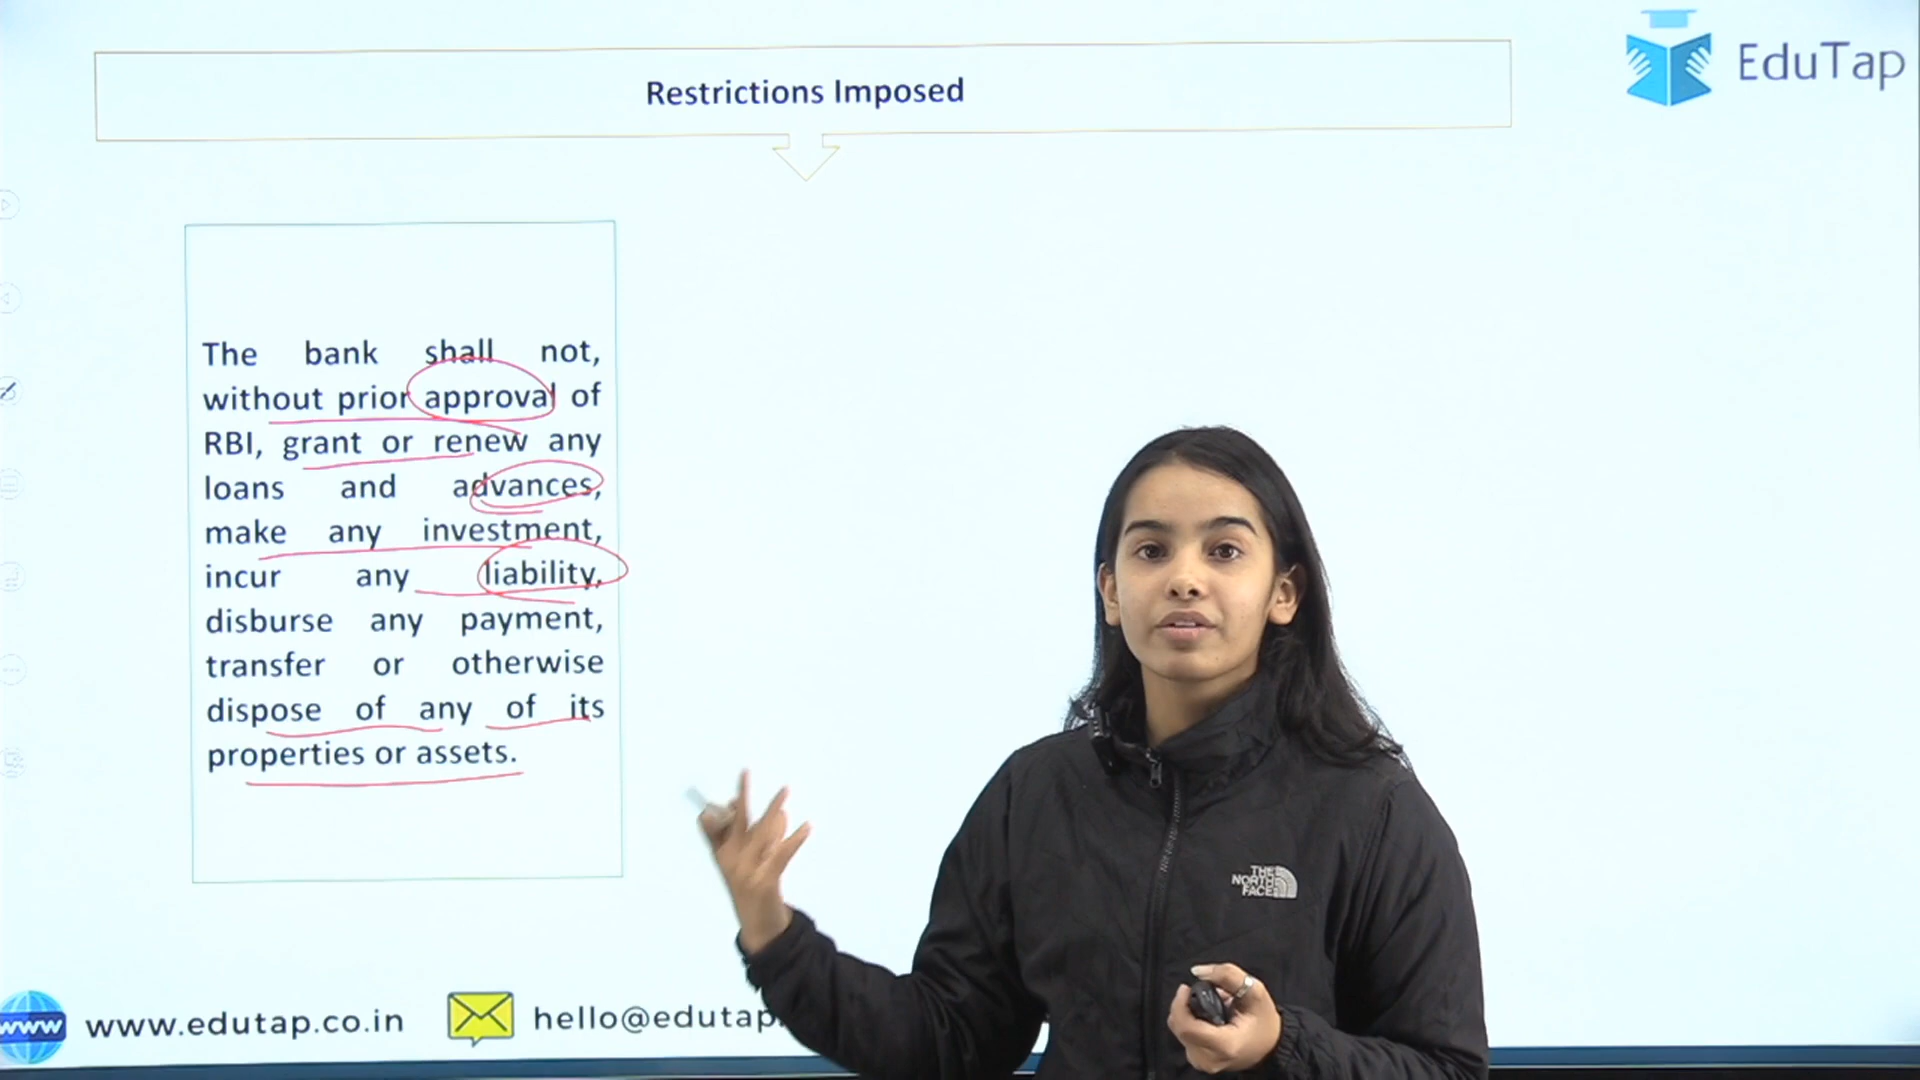 Restrictions Imposed
EduTap
The bank shall not,
without prior approval of
RBI, grant or renew any
loans and advances,
make any investment,
incur any liability,
disburse any payment,
transfer or otherwise
dispose of any of its
properties or assets.
THE
NORTH
FACE
www
www.edutap.co.in
hello@edutap.